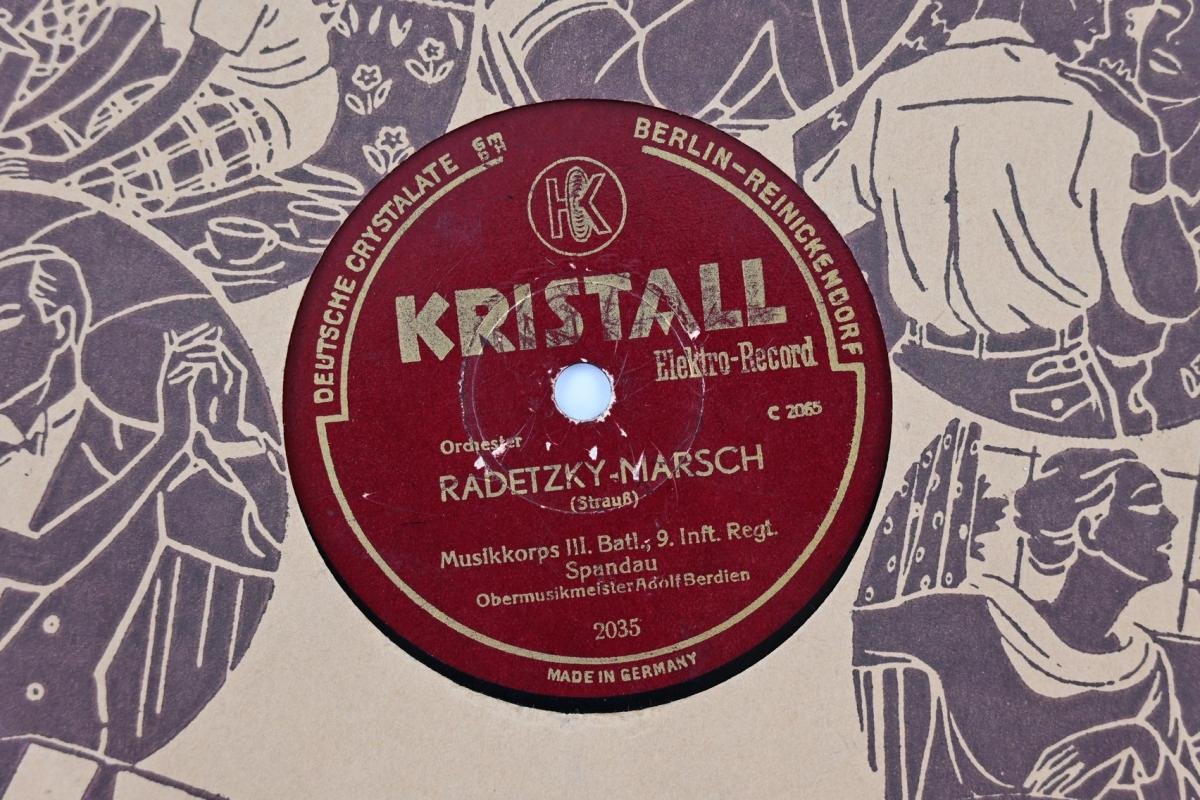 DEUTSCHE CRYSTALATE GmbH
BERLIN-REINICKENDORF
HK
KRISTALL
Elektro-Record
C 2065
Orchester
RADETZKY-MARSCH
(Strauß)
Musikkorps III. Batl., 9. Inft. Regt.
Spandau
Obermusikmeister Adolf Berdien
2035
MADE IN GERMANY